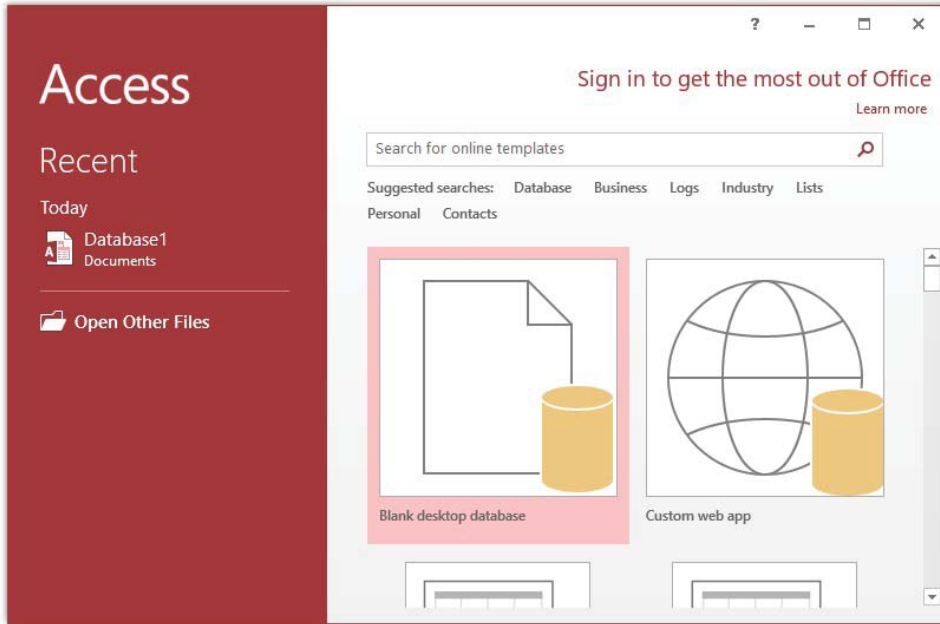 ?
Access
Sign in to get the most out of Office
Learn more
Recent
Search for online templates
Suggested searches: Database Business Logs Industry Lists
Personal Contacts
Today
Database1
Documents
Open Other Files
A
Blank desktop database
Custom web app